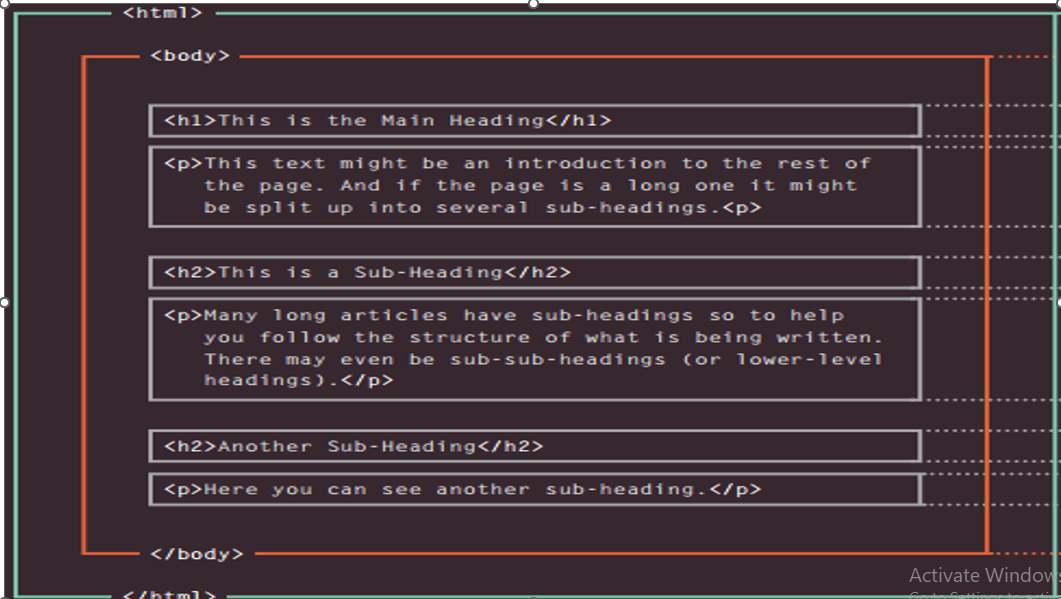 <html>
<body>
<h1>This is the Main Heading</h1>
<p>This text might be an introduction to the rest of
the page. And if the page is a long one it might
be split up into several sub-headings.<p>
<h2>This is a Sub-Heading</h2>
<p>Many long articles have sub-headings so to help
you follow the structure of what is being written.
There may even be sub-sub-headings (or lower-level
headings).</p>
<h2>Another Sub-Heading</h2>
<p>Here you can see another sub-heading.</p>
</body>
</html>
Activate Windows